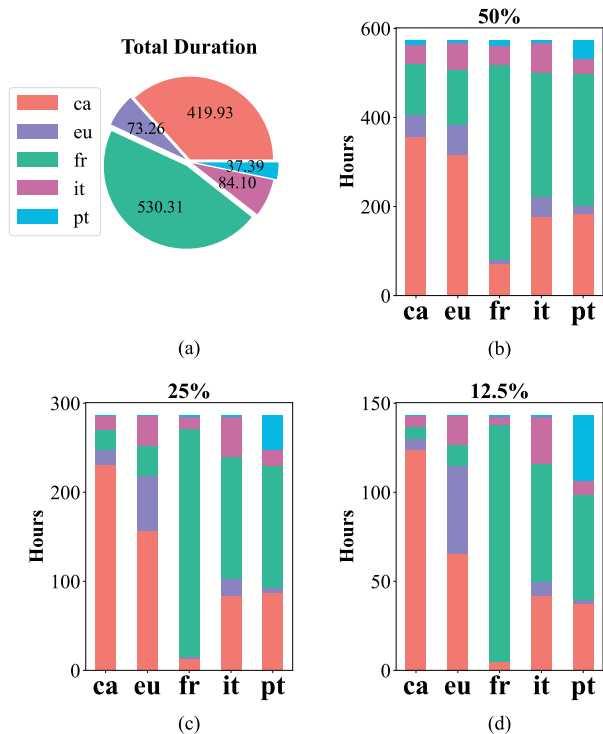 Total Duration
ca
eu
fr
it
pt
419.93
73.26
530.31
84.10
37.39
(a)
50%
Hours
600
400
200
0
ca eu fr it pt
(b)
25%
Hours
300
200
100
0
ca eu fr it pt
(c)
12.5%
Hours
150
100
50
0
ca eu fr it pt
(d)